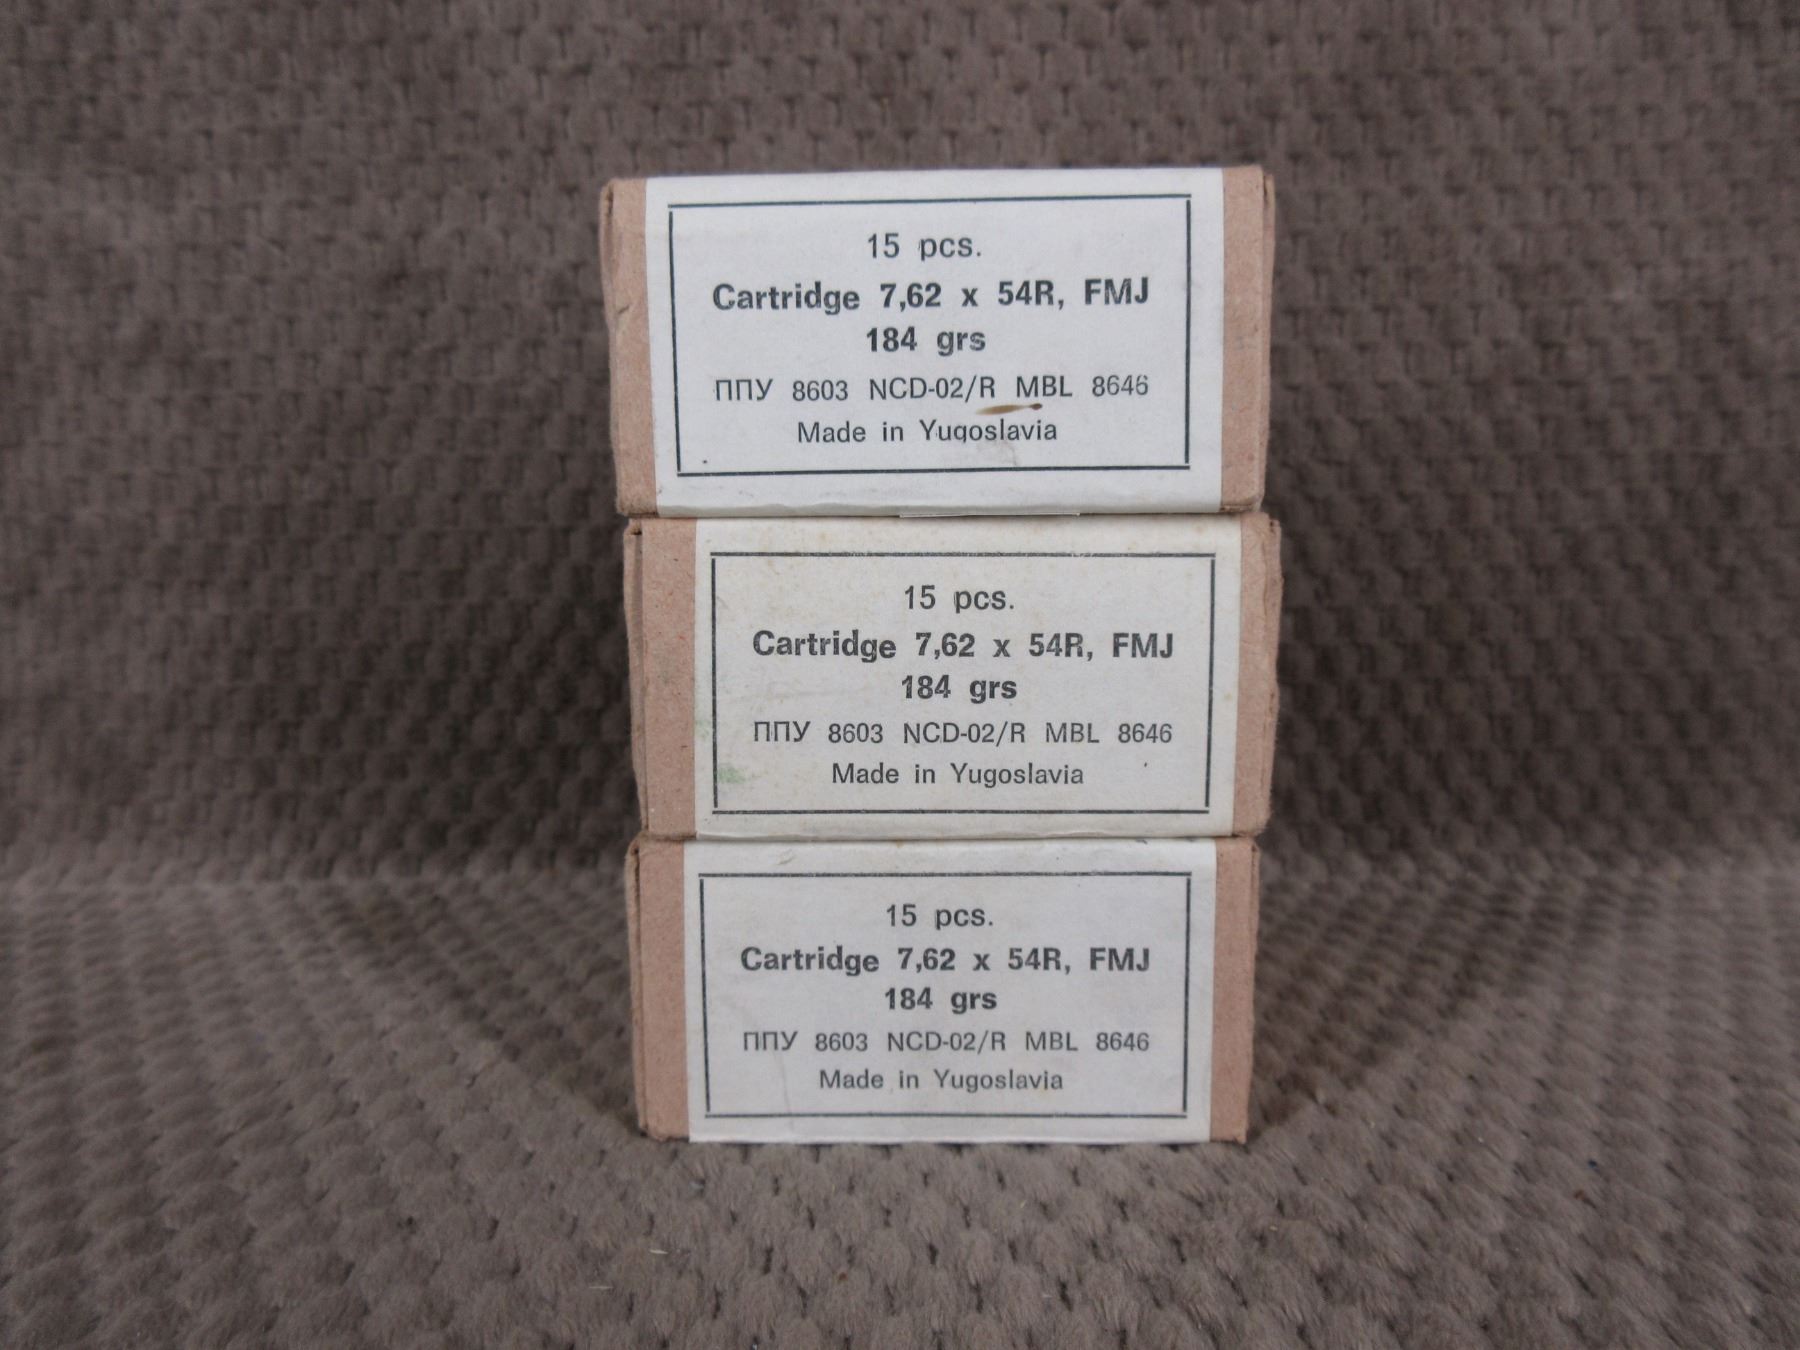 15 pcs.
Cartridge 7,62 x 54R, FMJ
184 grs
ППУ 8603 NCD-02/R MBL 8646
Made in Yugoslavia
15 pcs.
Cartridge 7,62 x 54R, FMJ
184 grs
ППУ 8603 NCD-02/R MBL 8646
Made in Yugoslavia
15 pcs.
Cartridge 7,62 x 54R, FMJ
184 grs
ППУ 8603 NCD-02/R MBL 8646
Made in Yugoslavia